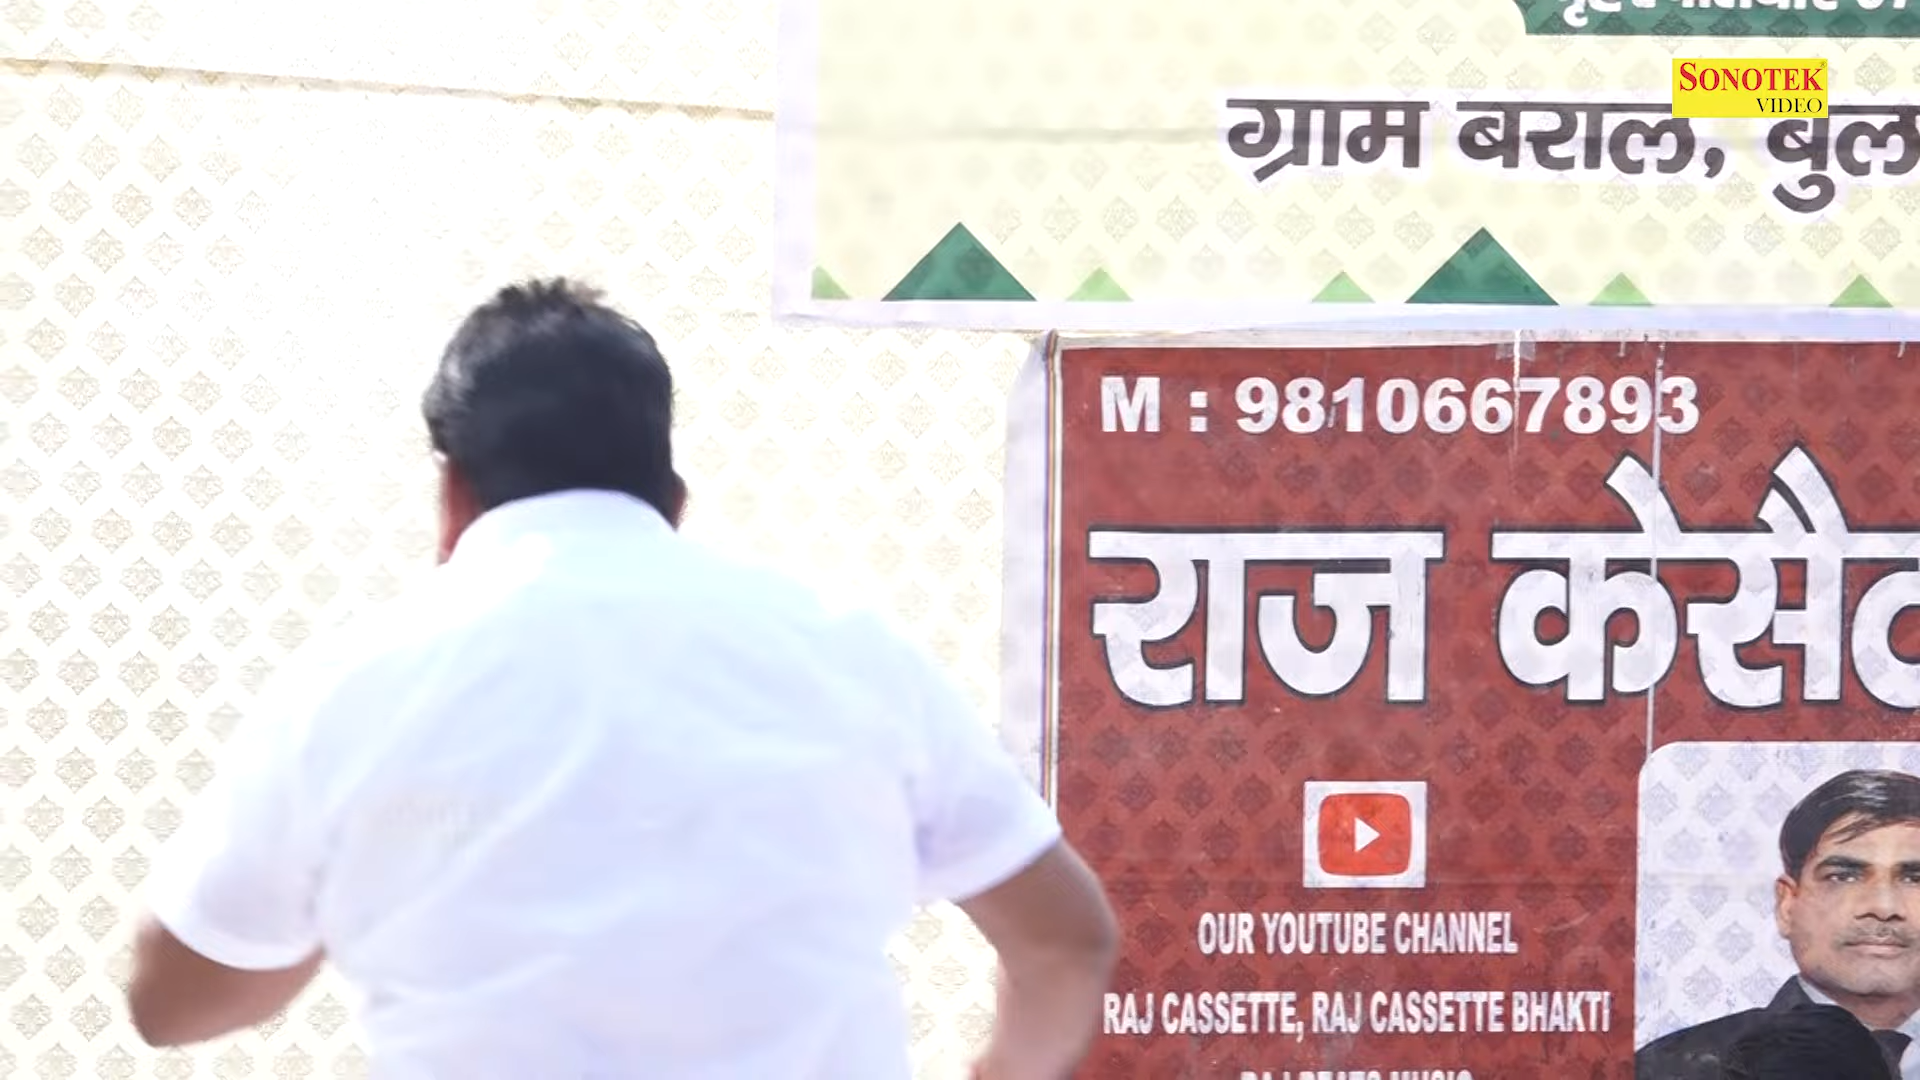 SONOTEK
VIDEO
ग्राम बराल,
M : 9810667893
राज
OUR YOUTUBE CHANNEL
RAJ CASSETTE, RAJ CASSETTE BHAKTI